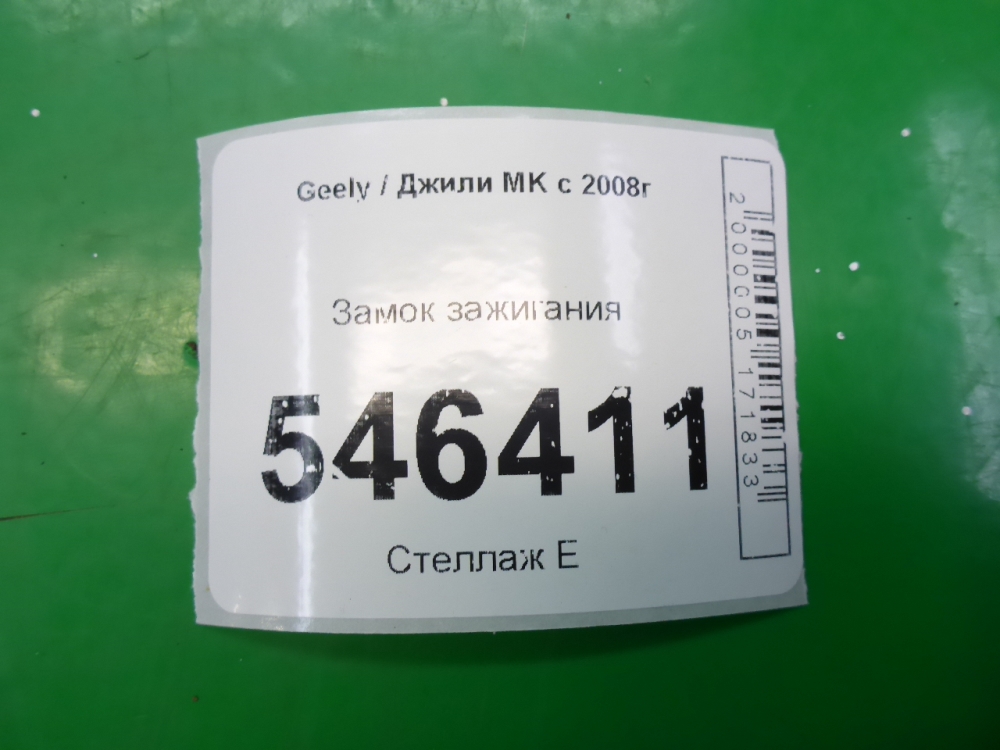 Geely / Джили MK с 2008г
Замок зажигания
546411
Стеллаж Е
2000005171833